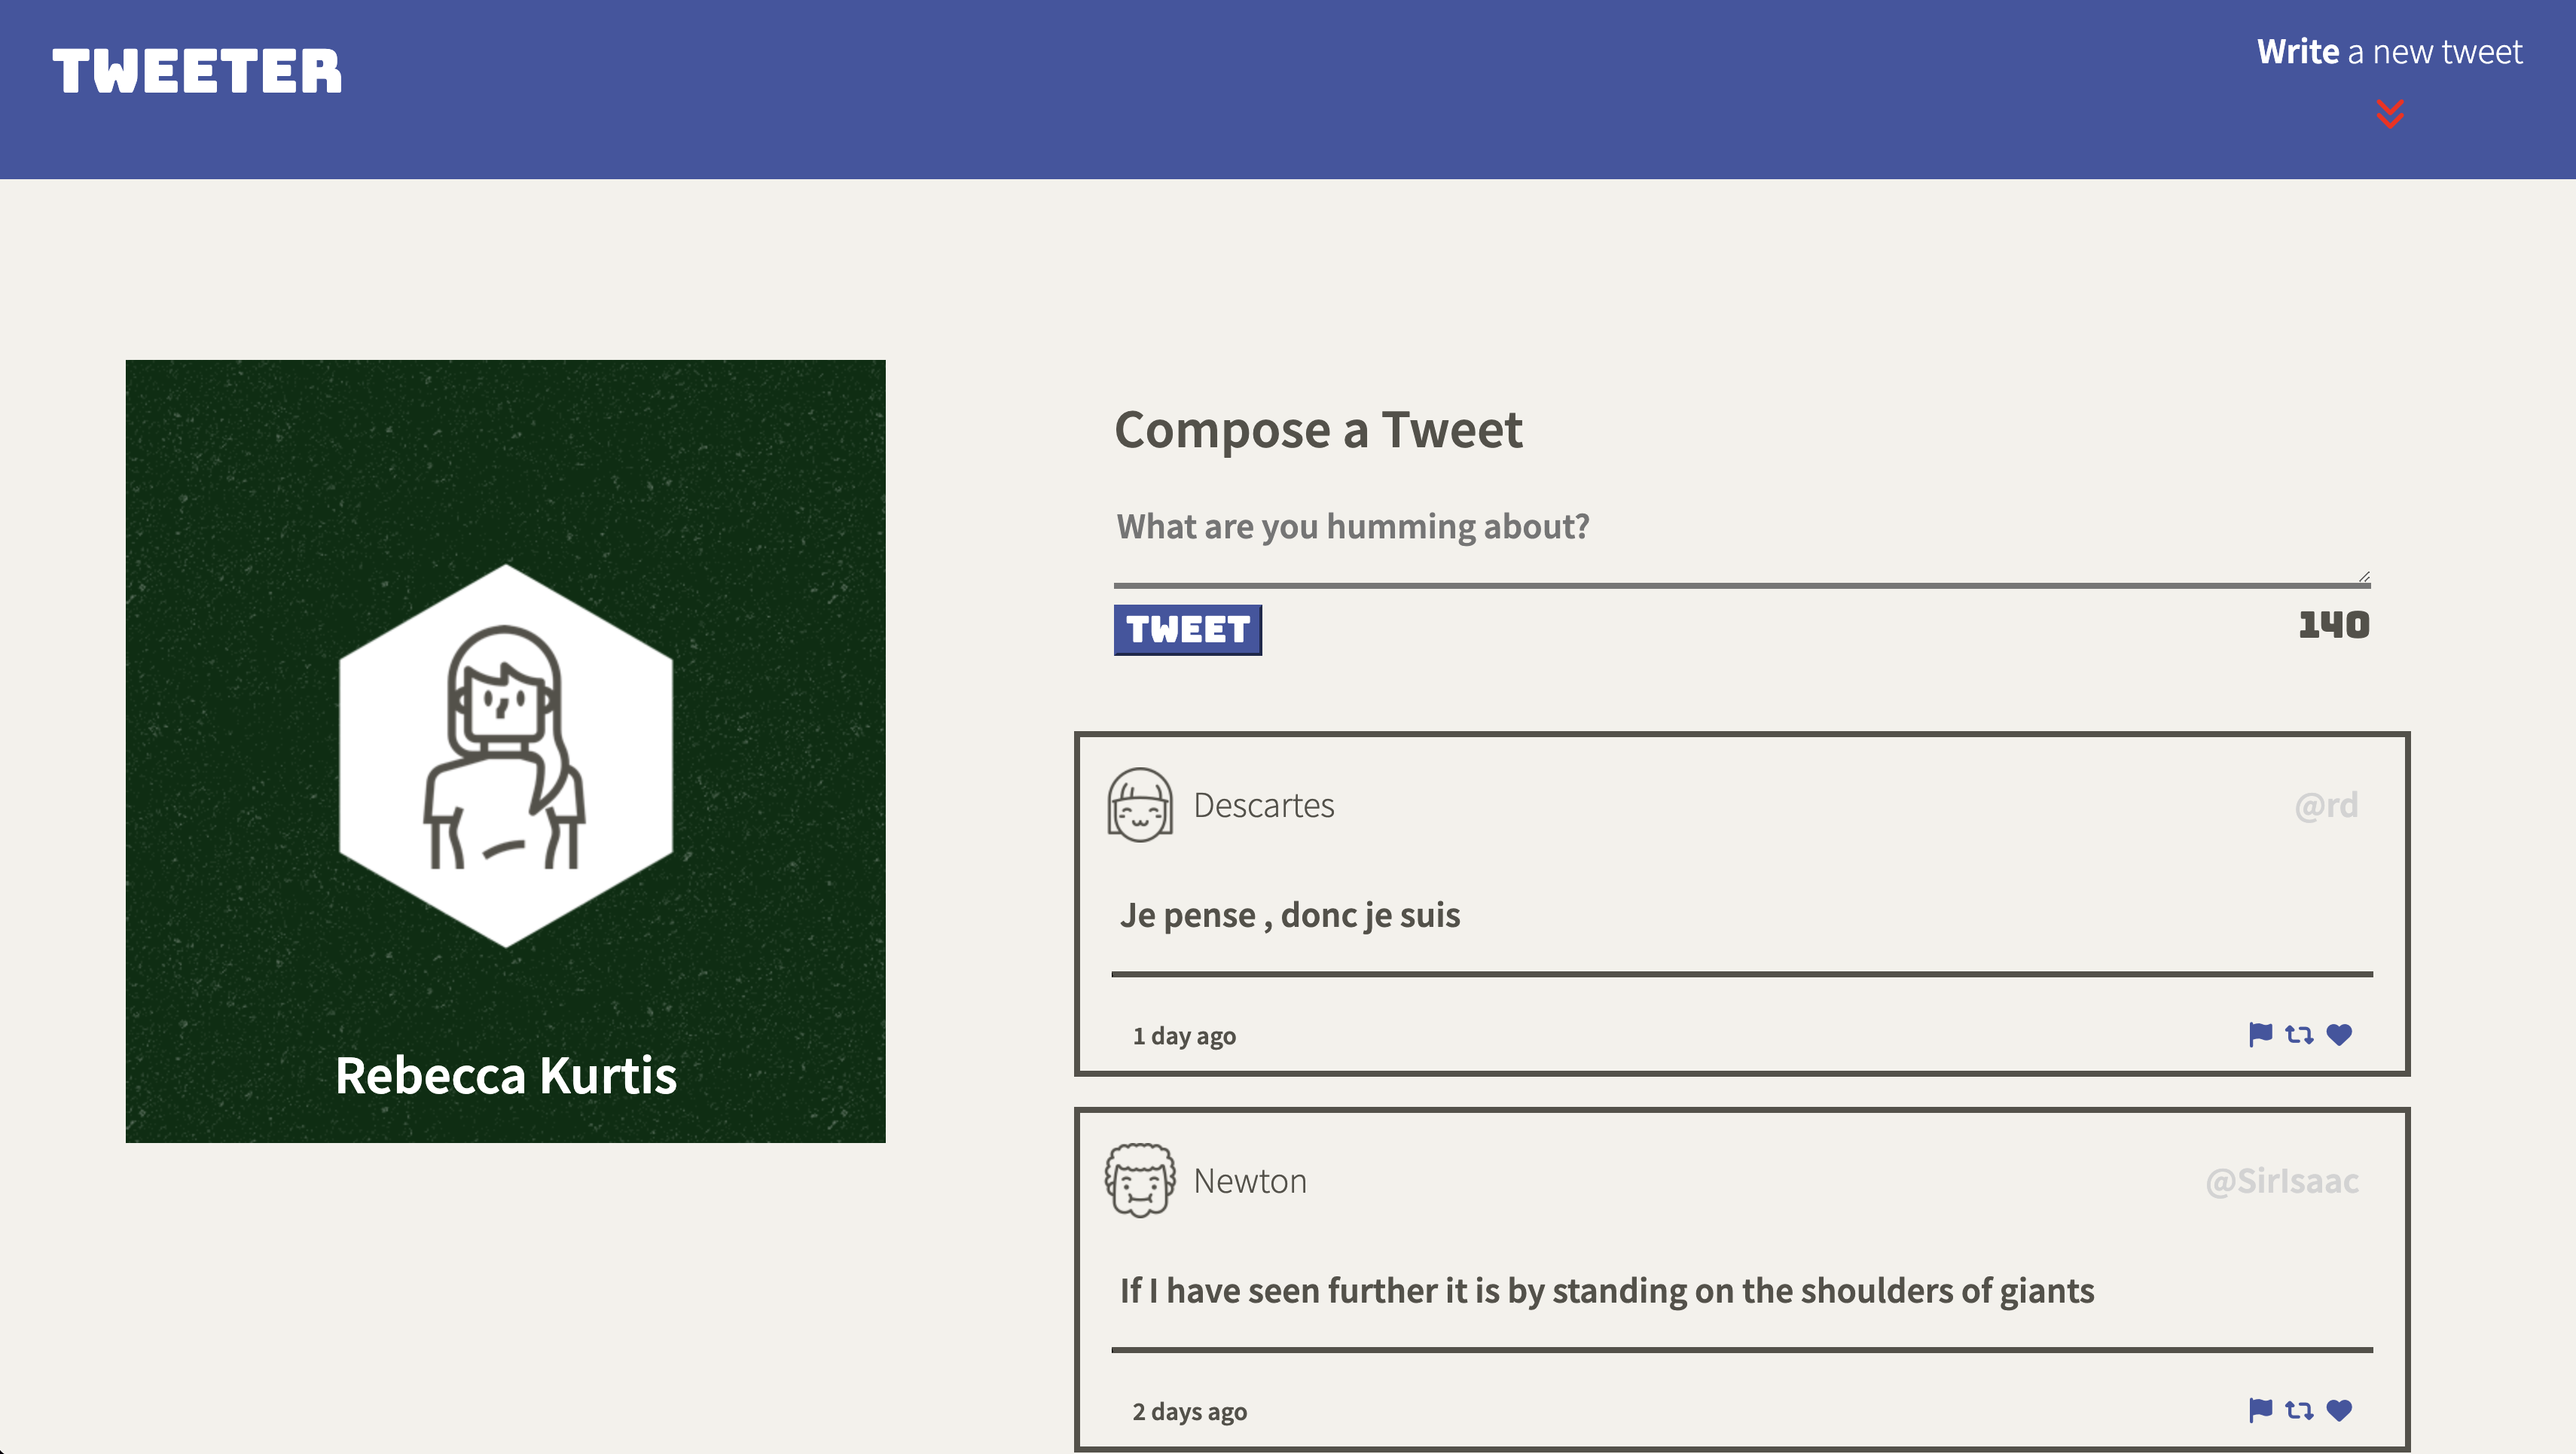 TWEETER
Write a new tweet
Rebecca Kurtis
Compose a Tweet
What are you humming about?
TWEET
140
Descartes
@rd
Je pense , donc je suis
1 day ago
Newton
@SirIsaac
If I have seen further it is by standing on the shoulders of giants
2 days ago